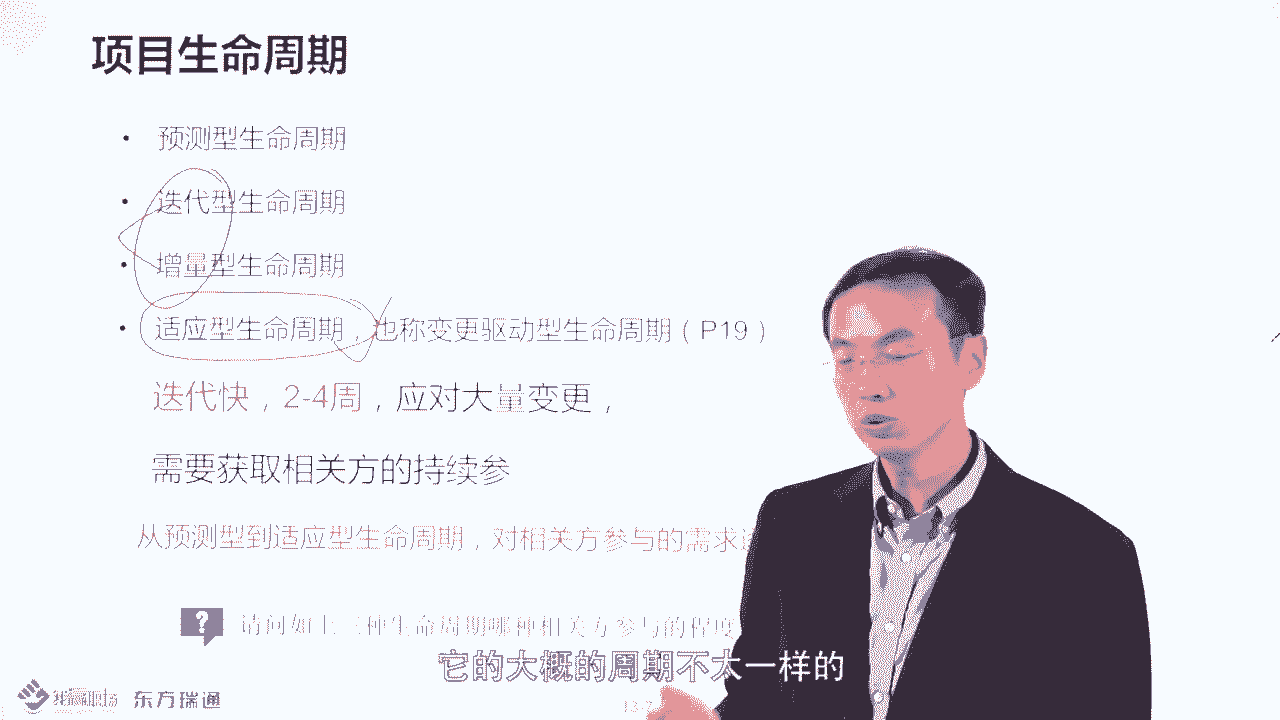 项目生命周期
• 预测型生命周期
• 迭代型生命周期
• 增量型生命周期
• 适应型生命周期，也称变更驱动型生命周期（P19）
迭代快，2-4周，应对大量变更，
需要获取相关方的持续参
从预测型到适应型生命周期，对相关方参与的需求
? 请问如上三种生命周期哪种相关方参与的程度
它的大概的周期不太一样的
东方瑞通